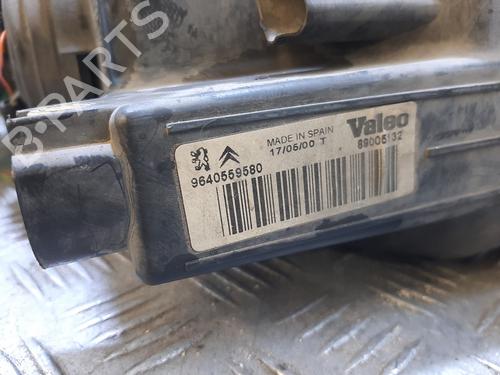 B-PARTS
MADE IN SPAIN
17/05/00 T
Valeo
89005132
9640559580